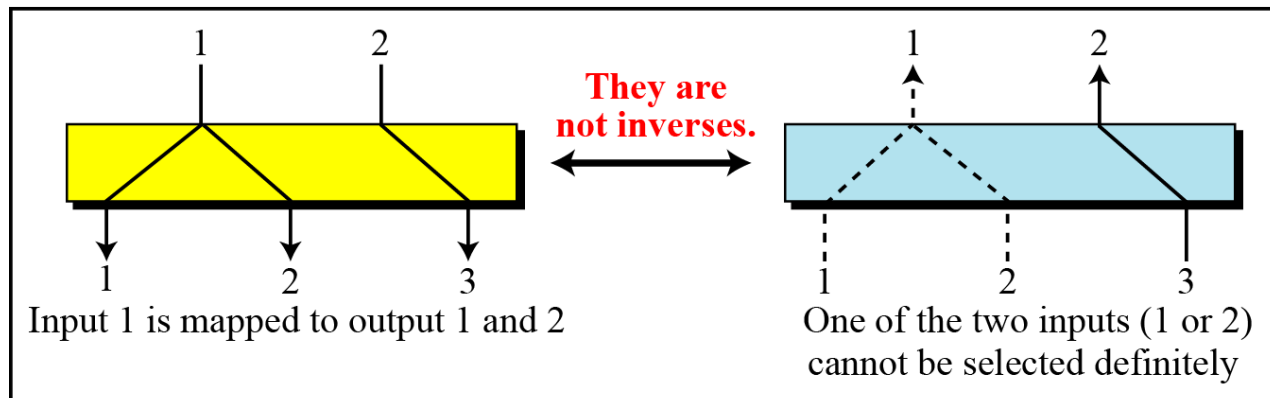 1 2
They are
not inverses.
1 2
1 2 3
1 2 3
Input 1 is mapped to output 1 and 2
One of the two inputs (1 or 2)
cannot be selected definitely